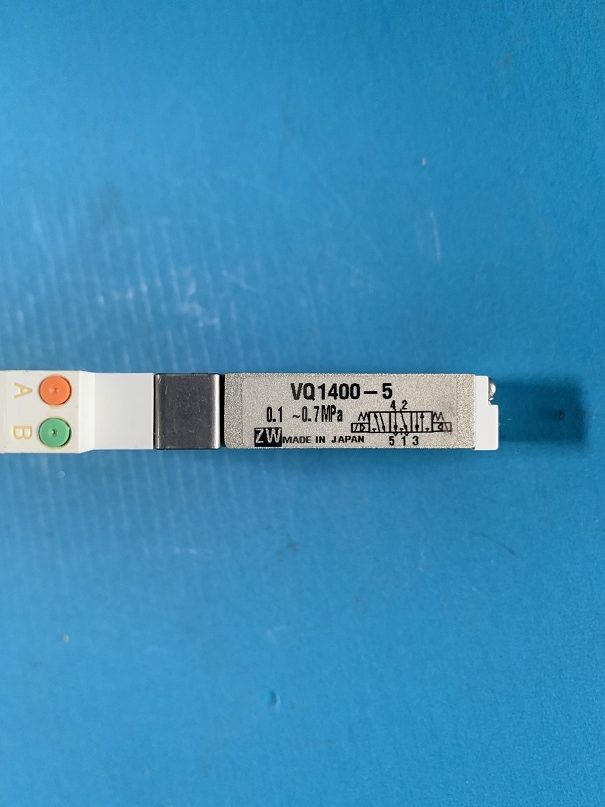 A
B
VQ1400-5
0.1 ~0.7MPa
4 2
5 1 3
ZW MADE IN JAPAN